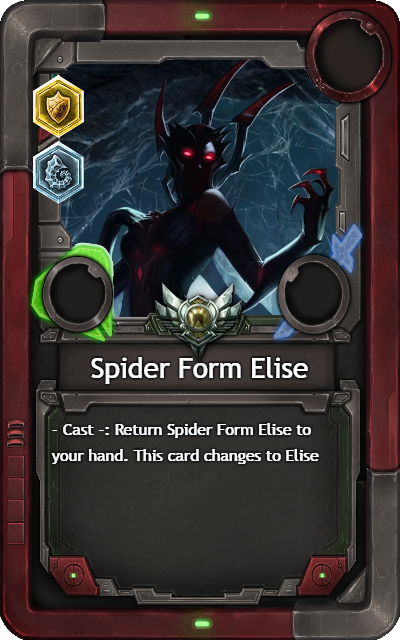 Spider Form Elise
- Cast -: Return Spider Form Elise to
your hand. This card changes to Elise